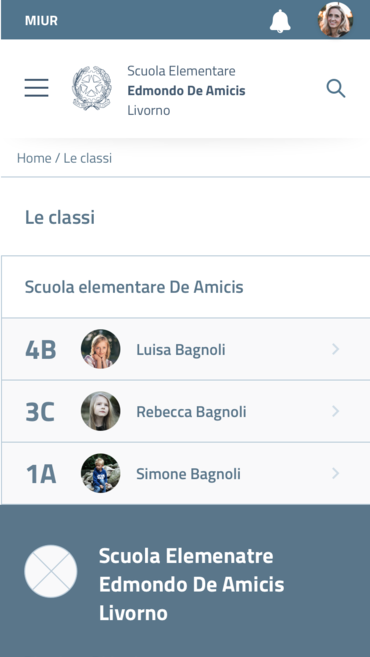 MIUR
Scuola Elementare
Edmondo De Amicis
Livorno
Home / Le classi
Le classi
Scuola elementare De Amicis
4B Luisa Bagnoli
3C Rebecca Bagnoli
1A Simone Bagnoli
Scuola Elemenatre
Edmondo De Amicis
Livorno